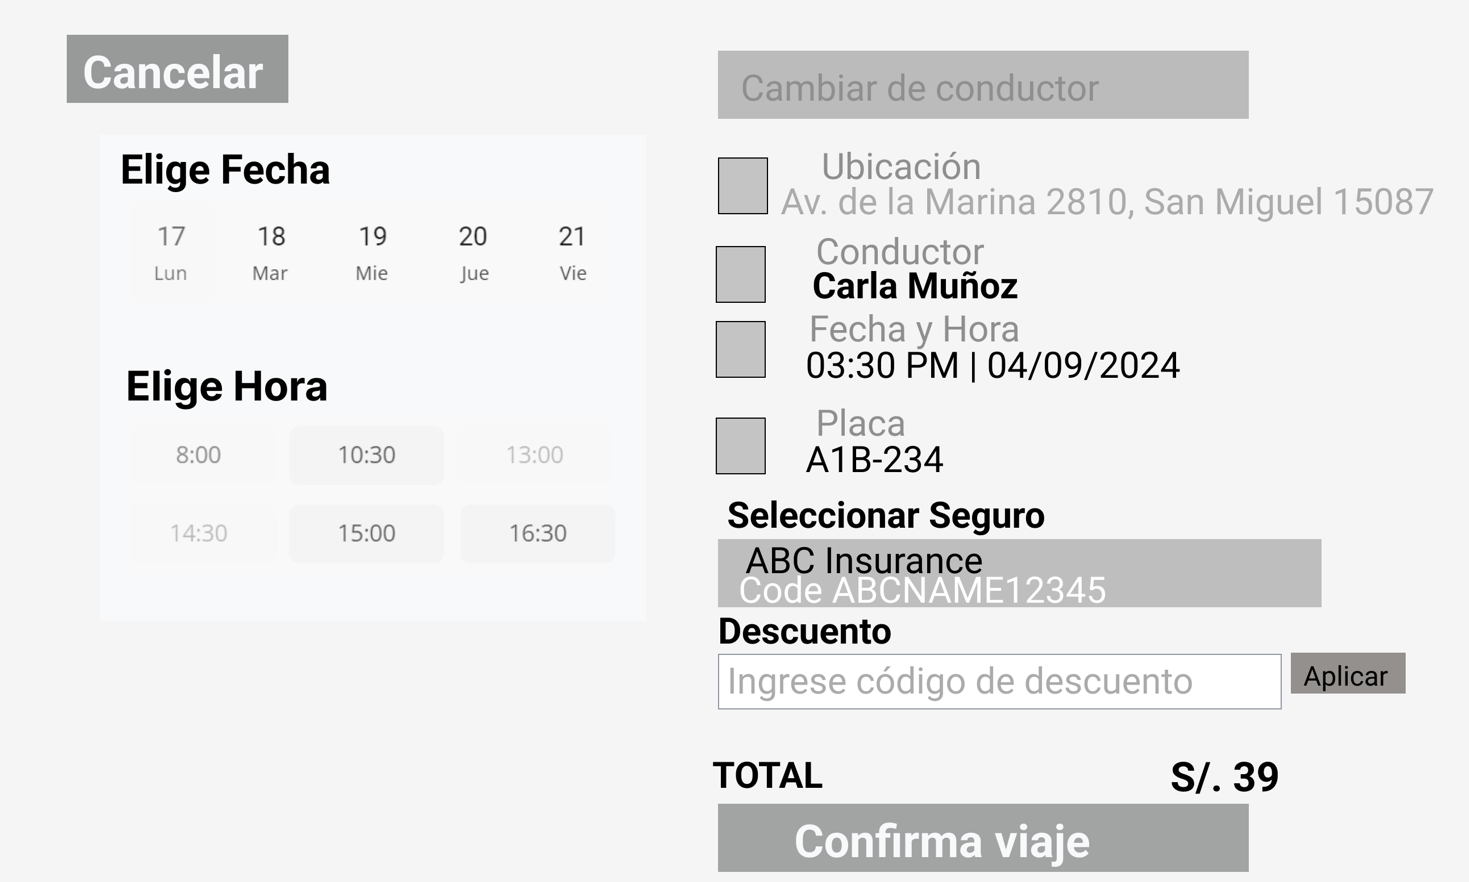 Cancelar
Elige Fecha
17 18 19 20 21
Lun Mar Mie Jue Vie
Elige Hora
8:00 10:30 13:00
14:30 15:00 16:30
Cambiar de conductor
Ubicación
Av. de la Marina 2810, San Miguel 15087
Conductor
Carla Muñoz
Fecha y Hora
03:30 PM | 04/09/2024
Placa
A1B-234
Seleccionar Seguro
ABC Insurance
Code ABCNAME12345
Descuento
Ingrese código de descuento
Aplicar
TOTAL S/. 39
Confirma viaje